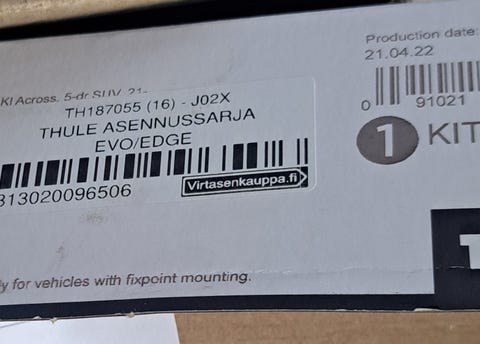 Production date:
21.04.22
KI Across, 5-dr SUV, 21-
TH187055 (16) - J02X
THULE ASENNUSSARJA
EVO/EDGE
0 91021
1 KIT
313020096506
Virtasenkauppa.fi
for vehicles with fixpoint mounting.